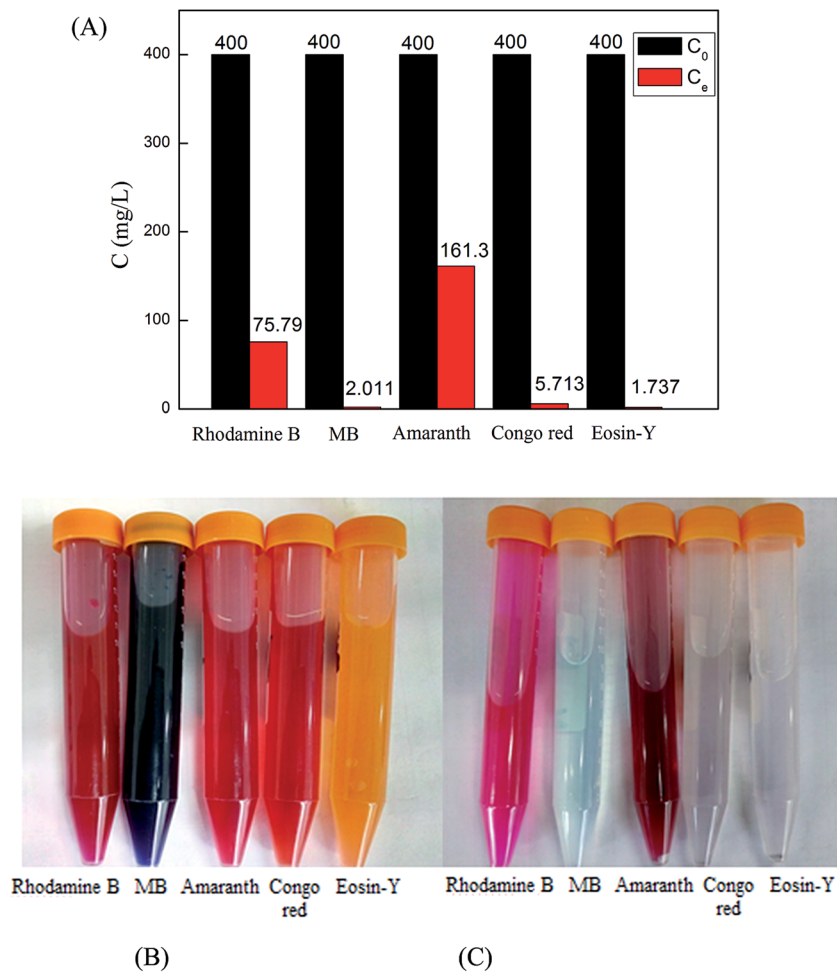 (A)
400 400 400 400 400
C0
Ce
400
300
200
100
0
C (mg/L)
75.79
2.011
161.3
5.713
1.737
Rhodamine B MB Amaranth Congo red Eosin-Y
Rhodamine B MB Amaranth Congo red Eosin-Y
Rhodamine B MB Amaranth Congo red Eosin-Y
(B) (C)